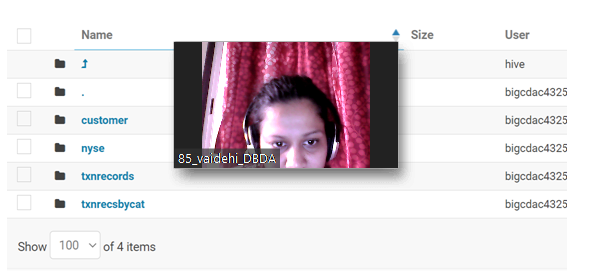 Name Size User
hive
. bigcdac4325
customer bigcdac4325
nyse bigcdac4325
txnrecords bigcdac4325
txnrecsbycat bigcdac4325
85_vaidehi_DBDA
Show 100 of 4 items